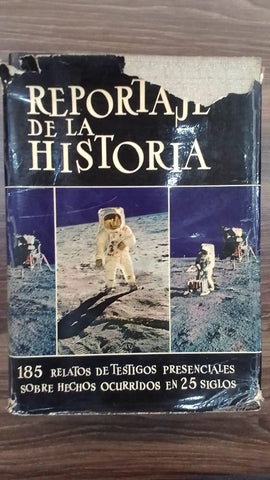 REPORTAJE
DE LA
HISTORIA
185 RELATOS DE TESTIGOS PRESENCIALES
SOBRE HECHOS OCURRIDOS EN 25 SIGLOS